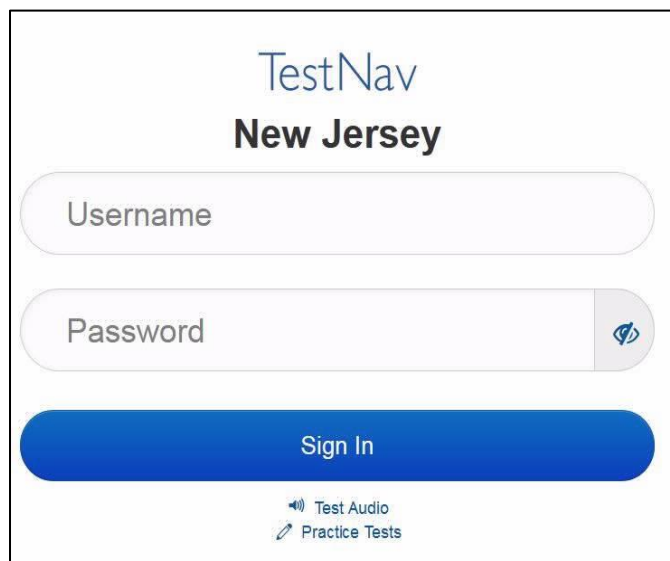 TestNav
New Jersey
Username
Password
Sign In
Test Audio
Practice Tests